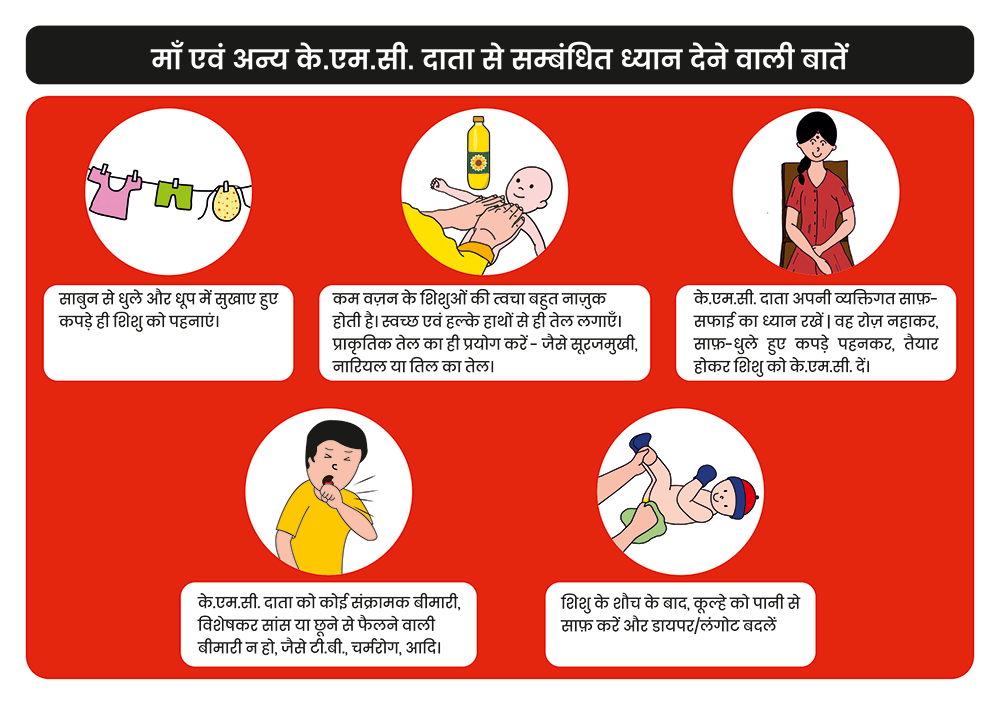 माँ एवं अन्य के.एम.सी. दाता से सम्बंधित ध्यान देने वाली बातें
साबुन से धुले और धूप में सुखाए हुए
कपड़े ही शिशु को पहनाएं।
कम वज़न के शिशुओं की त्वचा बहुत नाज़ुक
होती है। स्वच्छ एवं हल्के हाथों से ही तेल लगाएँ।
प्राकृतिक तेल का ही प्रयोग करें - जैसे सूरजमुखी,
नारियल या तिल का तेल।
के.एम.सी. दाता अपनी व्यक्तिगत साफ़-
सफाई का ध्यान रखें | वह रोज़ नहाकर,
साफ़-धुले हुए कपड़े पहनकर, तैयार
होकर शिशु को के.एम.सी. दें।
के.एम.सी. दाता को कोई संक्रामक बीमारी,
विशेषकर सांस या छूने से फैलने वाली
बीमारी न हो, जैसे टी.बी., चर्मरोग, आदि।
शिशु के शौच के बाद, कूल्हे को पानी से
साफ़ करें और डायपर/लंगोट बदलें